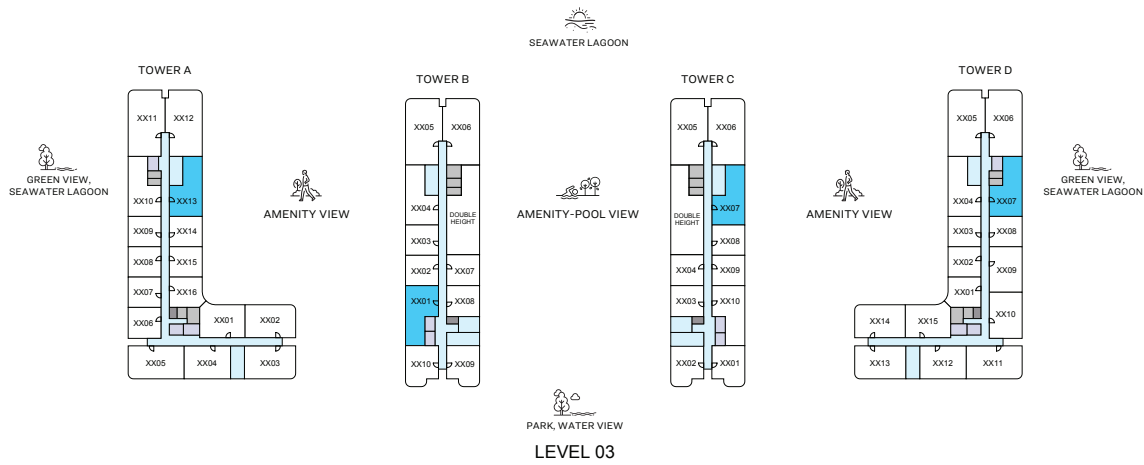 SEAWATER LAGOON
TOWER A
TOWER B
TOWER C
TOWER D
XX11
XX12
XX10
XX13
XX09
XX14
XX08
XX15
XX07
XX16
XX06
XX01
XX02
XX05
XX04
XX03
XX05
XX06
XX04
DOUBLE
HEIGHT
XX03
XX02
XX07
XX01
XX08
XX10
XX09
XX05
XX06
XX07
DOUBLE
HEIGHT
XX08
XX04
XX09
XX03
XX10
XX02
XX01
XX05
XX06
XX04
XX07
XX03
XX08
XX02
XX09
XX01
XX10
XX14
XX15
XX13
XX12
XX11
GREEN VIEW,
SEAWATER LAGOON
AMENITY VIEW
AMENITY-POOL VIEW
AMENITY VIEW
GREEN VIEW,
SEAWATER LAGOON
PARK, WATER VIEW
LEVEL 03